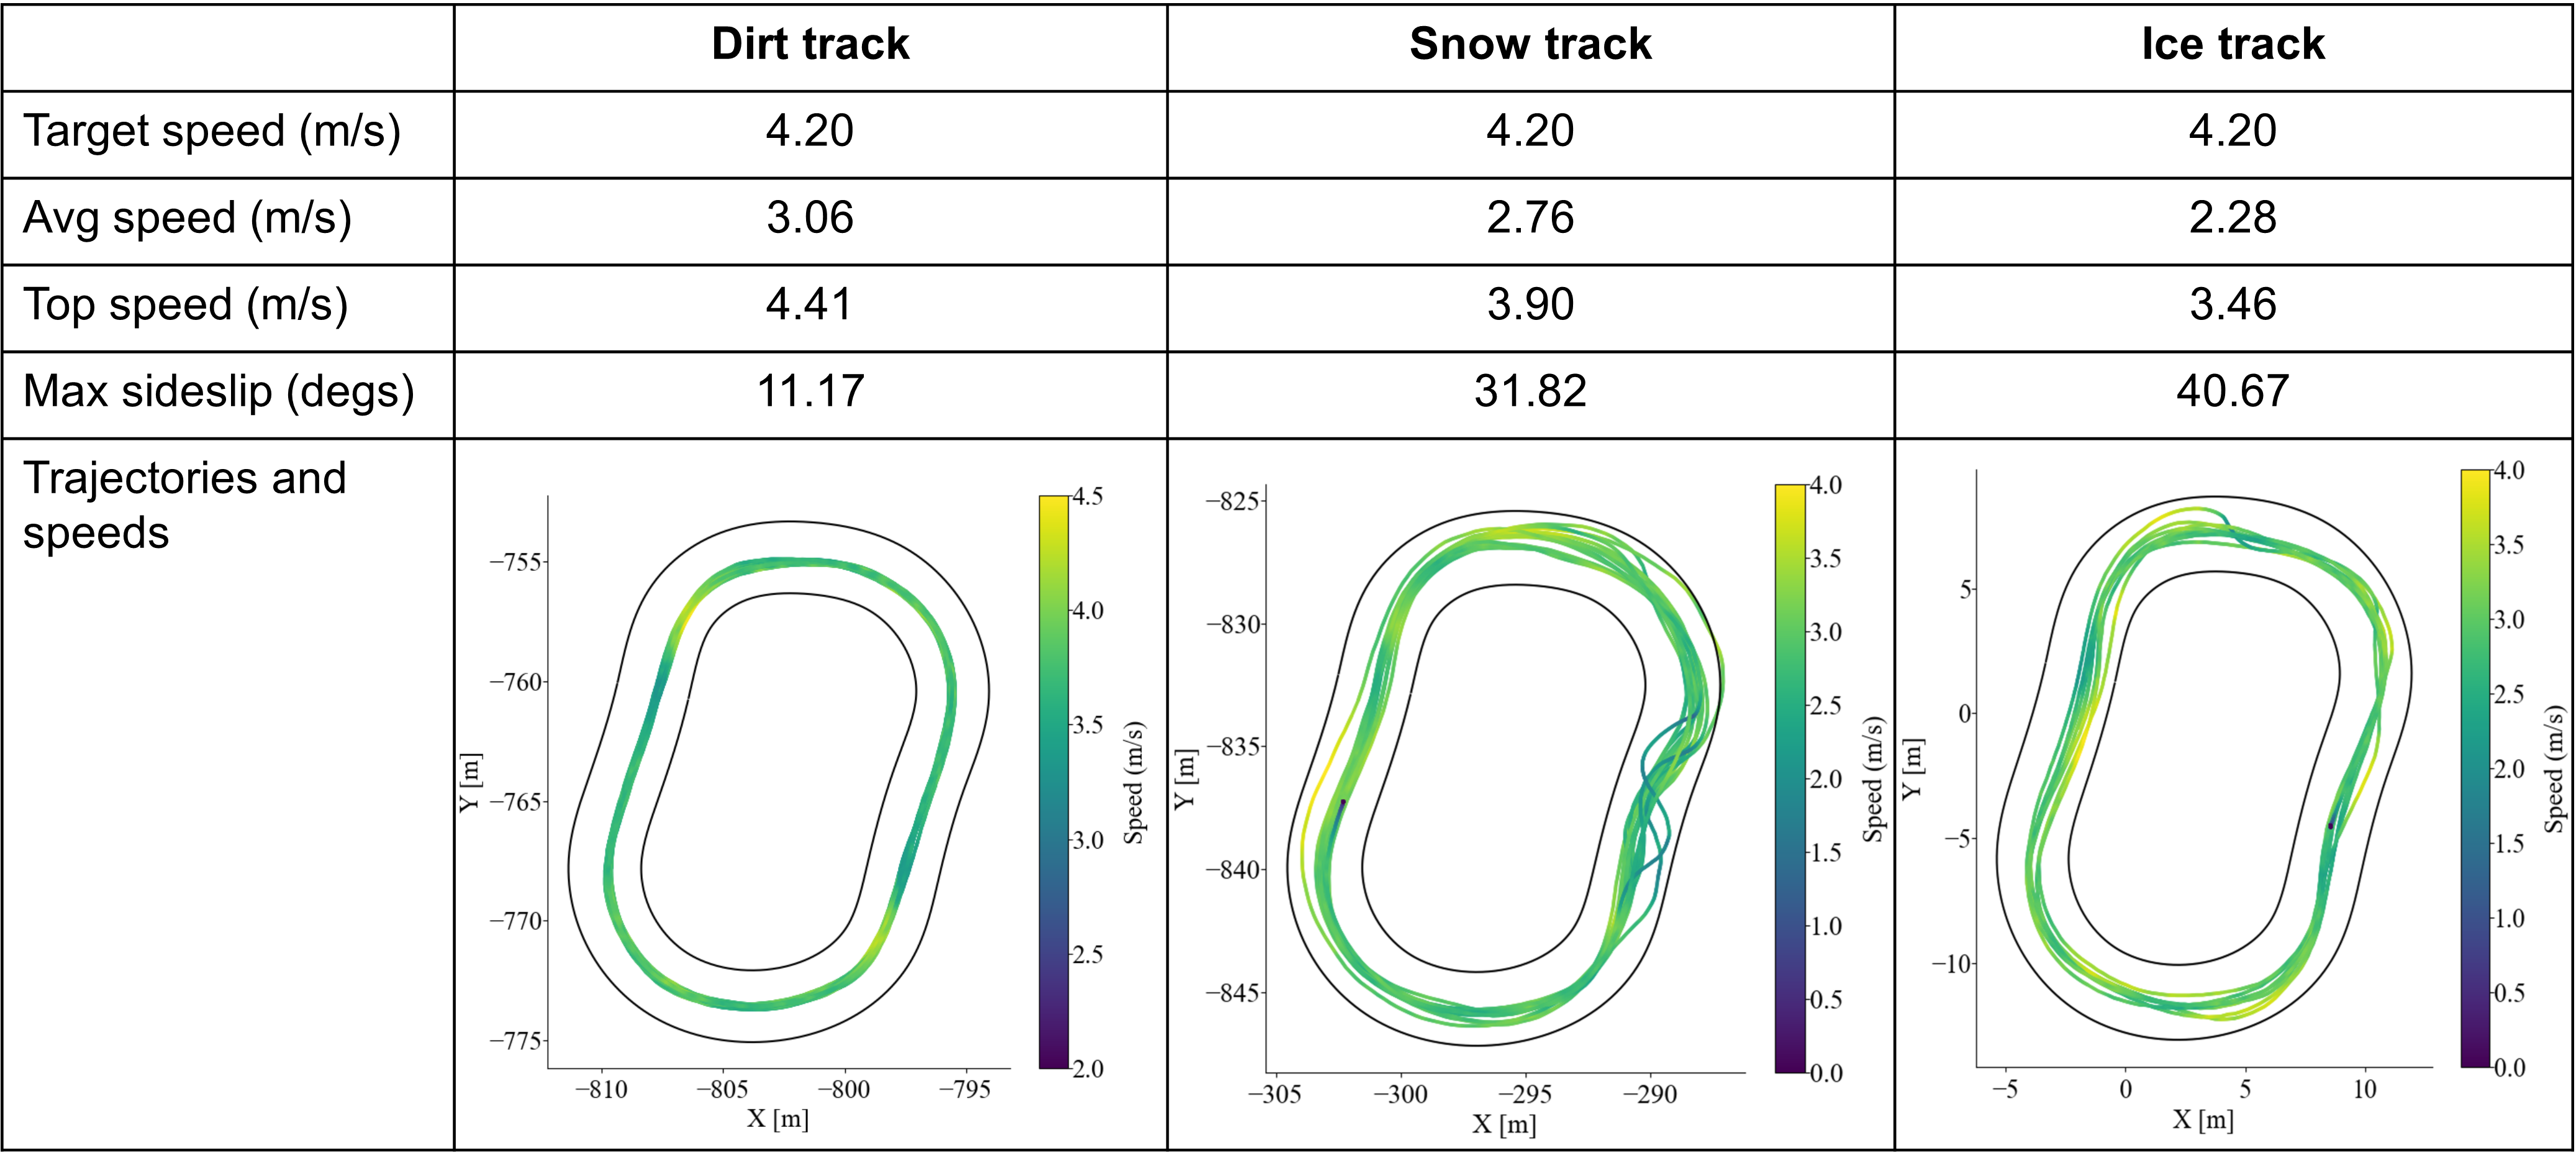 Dirt track Snow track Ice track
Target speed (m/s) 4.20 4.20 4.20
Avg speed (m/s) 3.06 2.76 2.28
Top speed (m/s) 4.41 3.90 3.46
Max sideslip (degs) 11.17 31.82 40.67
Trajectories and
speeds
−755
−760
−765
−770
−775
Y [m]
−810 −805 −800 −795
X [m]
4.5
4.0
3.5
3.0
2.5
2.0
Speed (m/s)
−825
−830
−835
−840
−845
Y [m]
−305 −300 −295 −290
X [m]
4.0
3.5
3.0
2.5
2.0
1.5
1.0
0.5
0.0
Speed (m/s)
5
0
−5
−10
Y [m]
−5 0 5 10
X [m]
4.0
3.5
3.0
2.5
2.0
1.5
1.0
0.5
0.0
Speed (m/s)